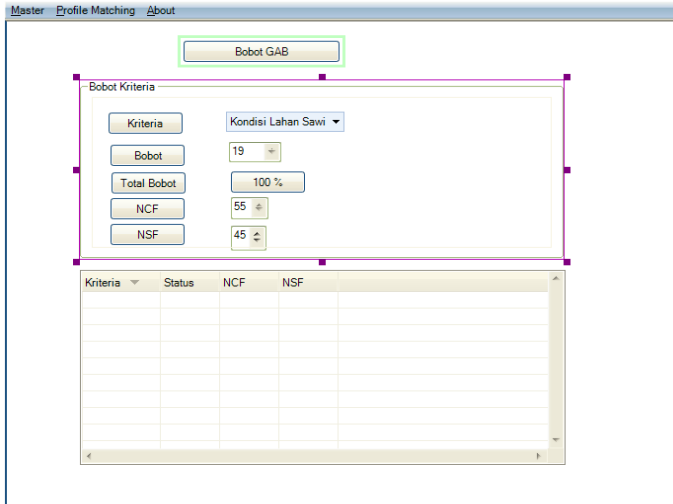 Master Profile Matching About
Bobot GAB
Bobot Kriteria
Kriteria Kondisi Lahan Sawi
Bobot 19
Total Bobot 100 %
NCF 55
NSF 45
Kriteria Status NCF NSF